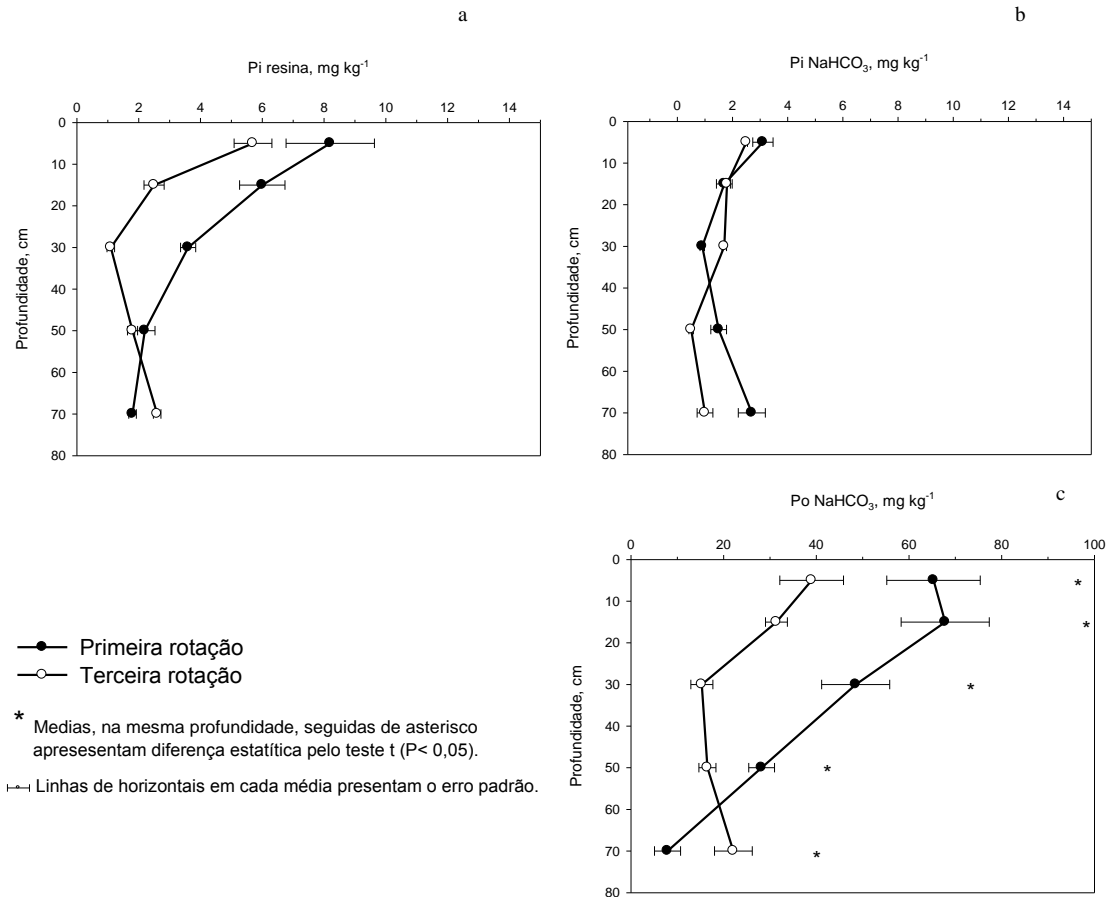 a
Pi resina, mg kg-1
0 2 4 6 8 10 12 14
Profundidade, cm
0
10
20
30
40
50
60
70
80
b
Pi NaHCO3, mg kg-1
0 2 4 6 8 10 12 14
Profundidade, cm
0
10
20
30
40
50
60
70
80
c
Po NaHCO3, mg kg-1
0 20 40 60 80 100
Profundidade, cm
0
10
20
30
40
50
60
70
80
*
*
*
*
*
Primeira rotação
Terceira rotação
* Medias, na mesma profundidade, seguidas de asterisco
apresesentam diferença estatítica pelo teste t (P< 0,05).
Linhas de horizontais em cada média presentam o erro padrão.